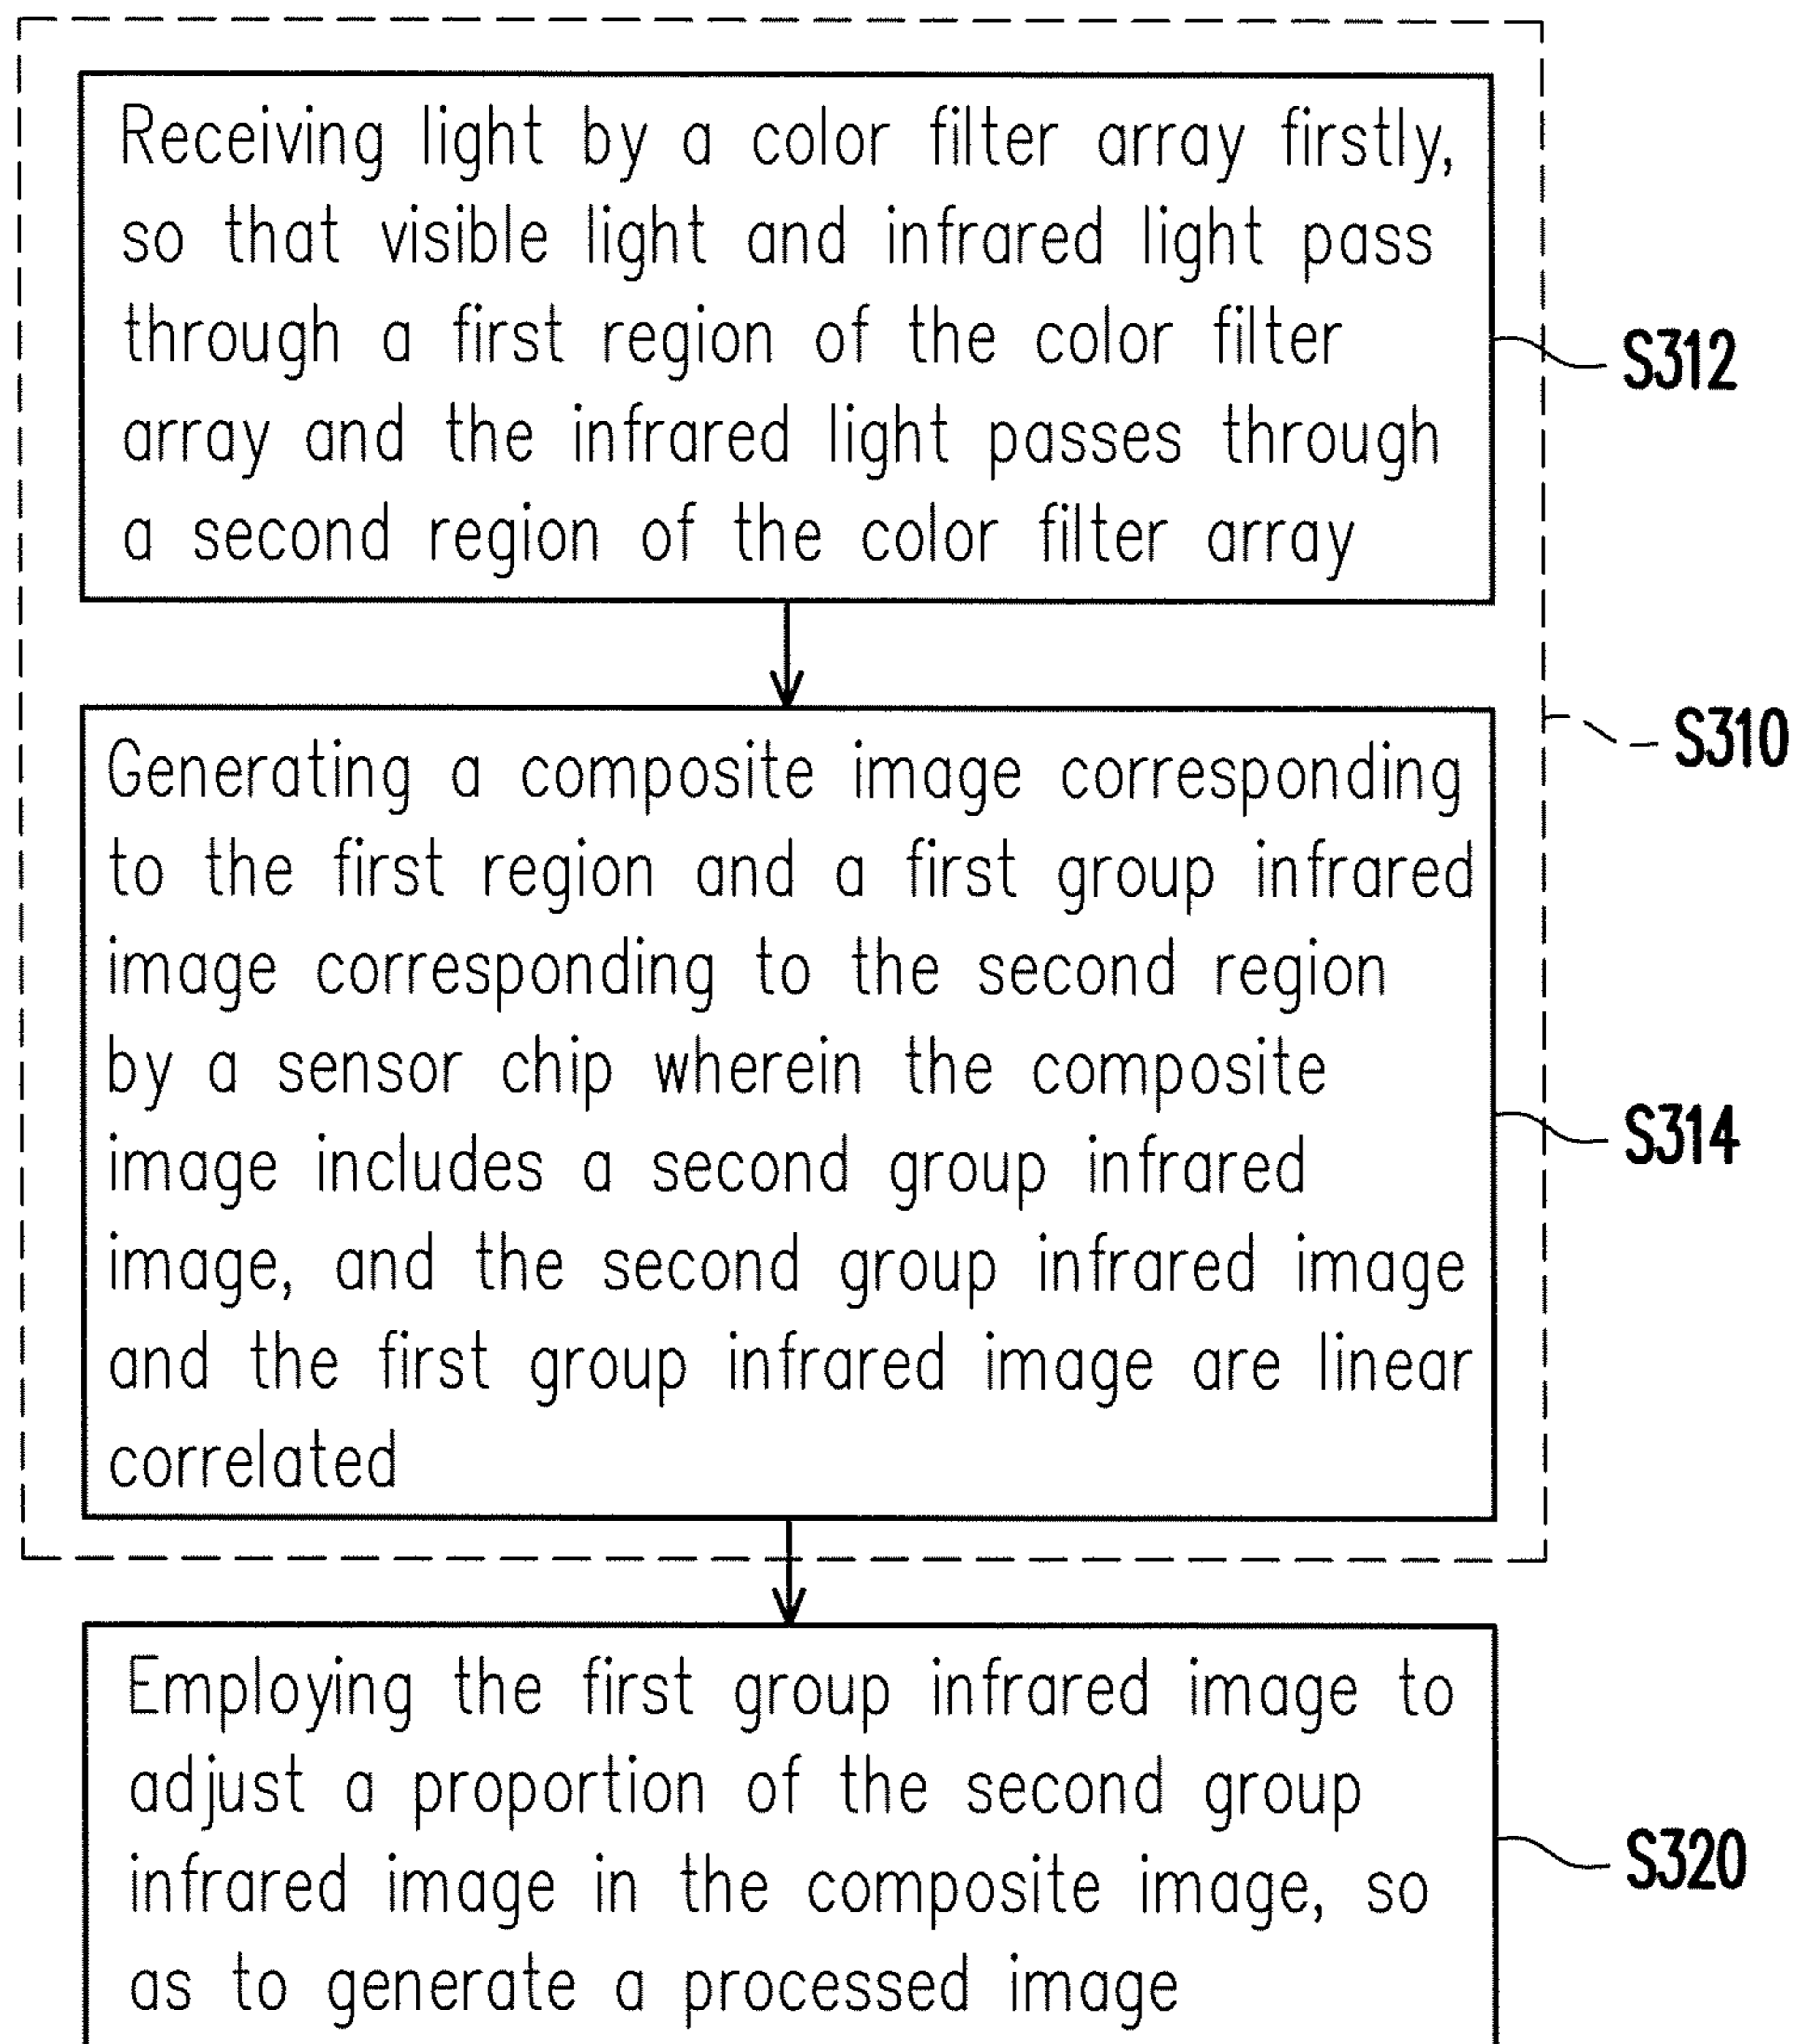 Receiving light by a color filter array firstly,
so that visible light and infrared light pass
through a first region of the color filter
array and the infrared light passes through
a second region of the color filter array
S312
S310
Generating a composite image corresponding
to the first region and a first group infrared
image corresponding to the second region
by a sensor chip wherein the composite
image includes a second group infrared
image, and the second group infrared image
and the first group infrared image are linear
correlated
S314
Employing the first group infrared image to
adjust a proportion of the second group
infrared image in the composite image, so
as to generate a processed image
S320